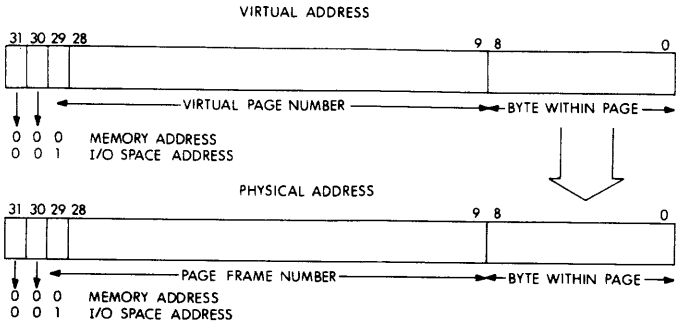 VIRTUAL ADDRESS
31 30 29 28 9 8 0
VIRTUAL PAGE NUMBER BYTE WITHIN PAGE
0 0 0 MEMORY ADDRESS
0 0 1 I/O SPACE ADDRESS
PHYSICAL ADDRESS
31 30 29 28 9 8 0
PAGE FRAME NUMBER BYTE WITHIN PAGE
0 0 0 MEMORY ADDRESS
0 0 1 I/O SPACE ADDRESS